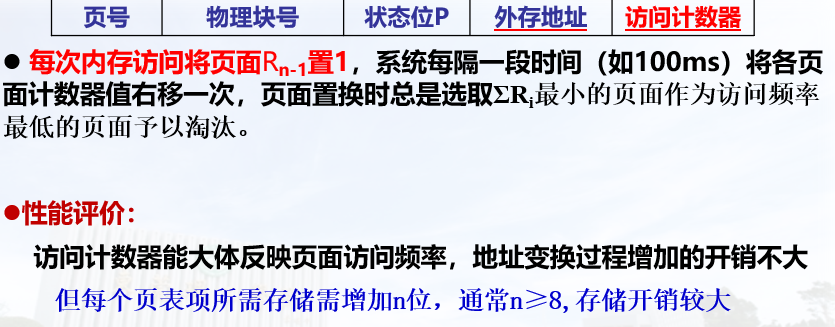 页号 物理块号 状态位P 外存地址 访问计数器
● 每次内存访问将页面Rn-1置1，系统每隔一段时间（如100ms）将各页
面计数器值右移一次，页面置换时总是选取ΣRi最小的页面作为访问频率
最低的页面予以淘汰。
●性能评价：
访问计数器能大体反映页面访问频率，地址变换过程增加的开销不大
但每个页表项所需存储需增加n位，通常n≥8,存储开销较大